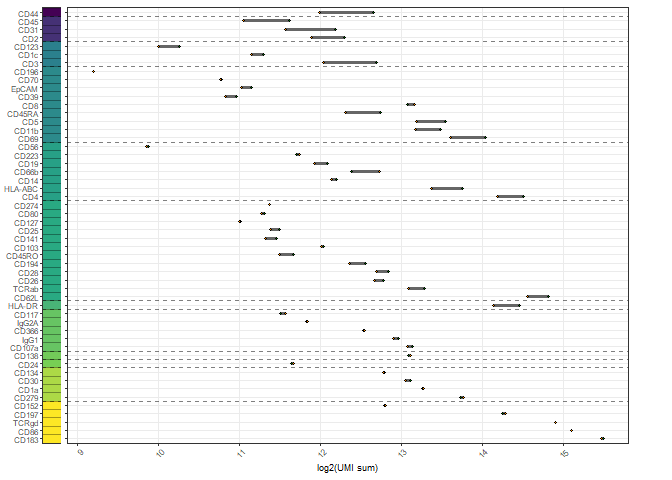 CD44
CD45
CD31
CD2
CD123
CD1c
CD3
CD196
CD70
EpCAM
CD39
CD8
CD45RA
CD5
CD11b
CD69
CD56
CD223
CD19
CD66b
CD14
HLA-ABC
CD4
CD274
CD80
CD127
CD25
CD141
CD103
CD45RO
CD194
CD28
CD26
TCRab
CD62L
HLA-DR
CD117
IgG2A
CD366
IgG1
CD107a
CD138
CD24
CD134
CD30
CD1a
CD279
CD152
CD197
TCRgd
CD86
CD183
9 10 11 12 13 14 15
log2(UMI sum)